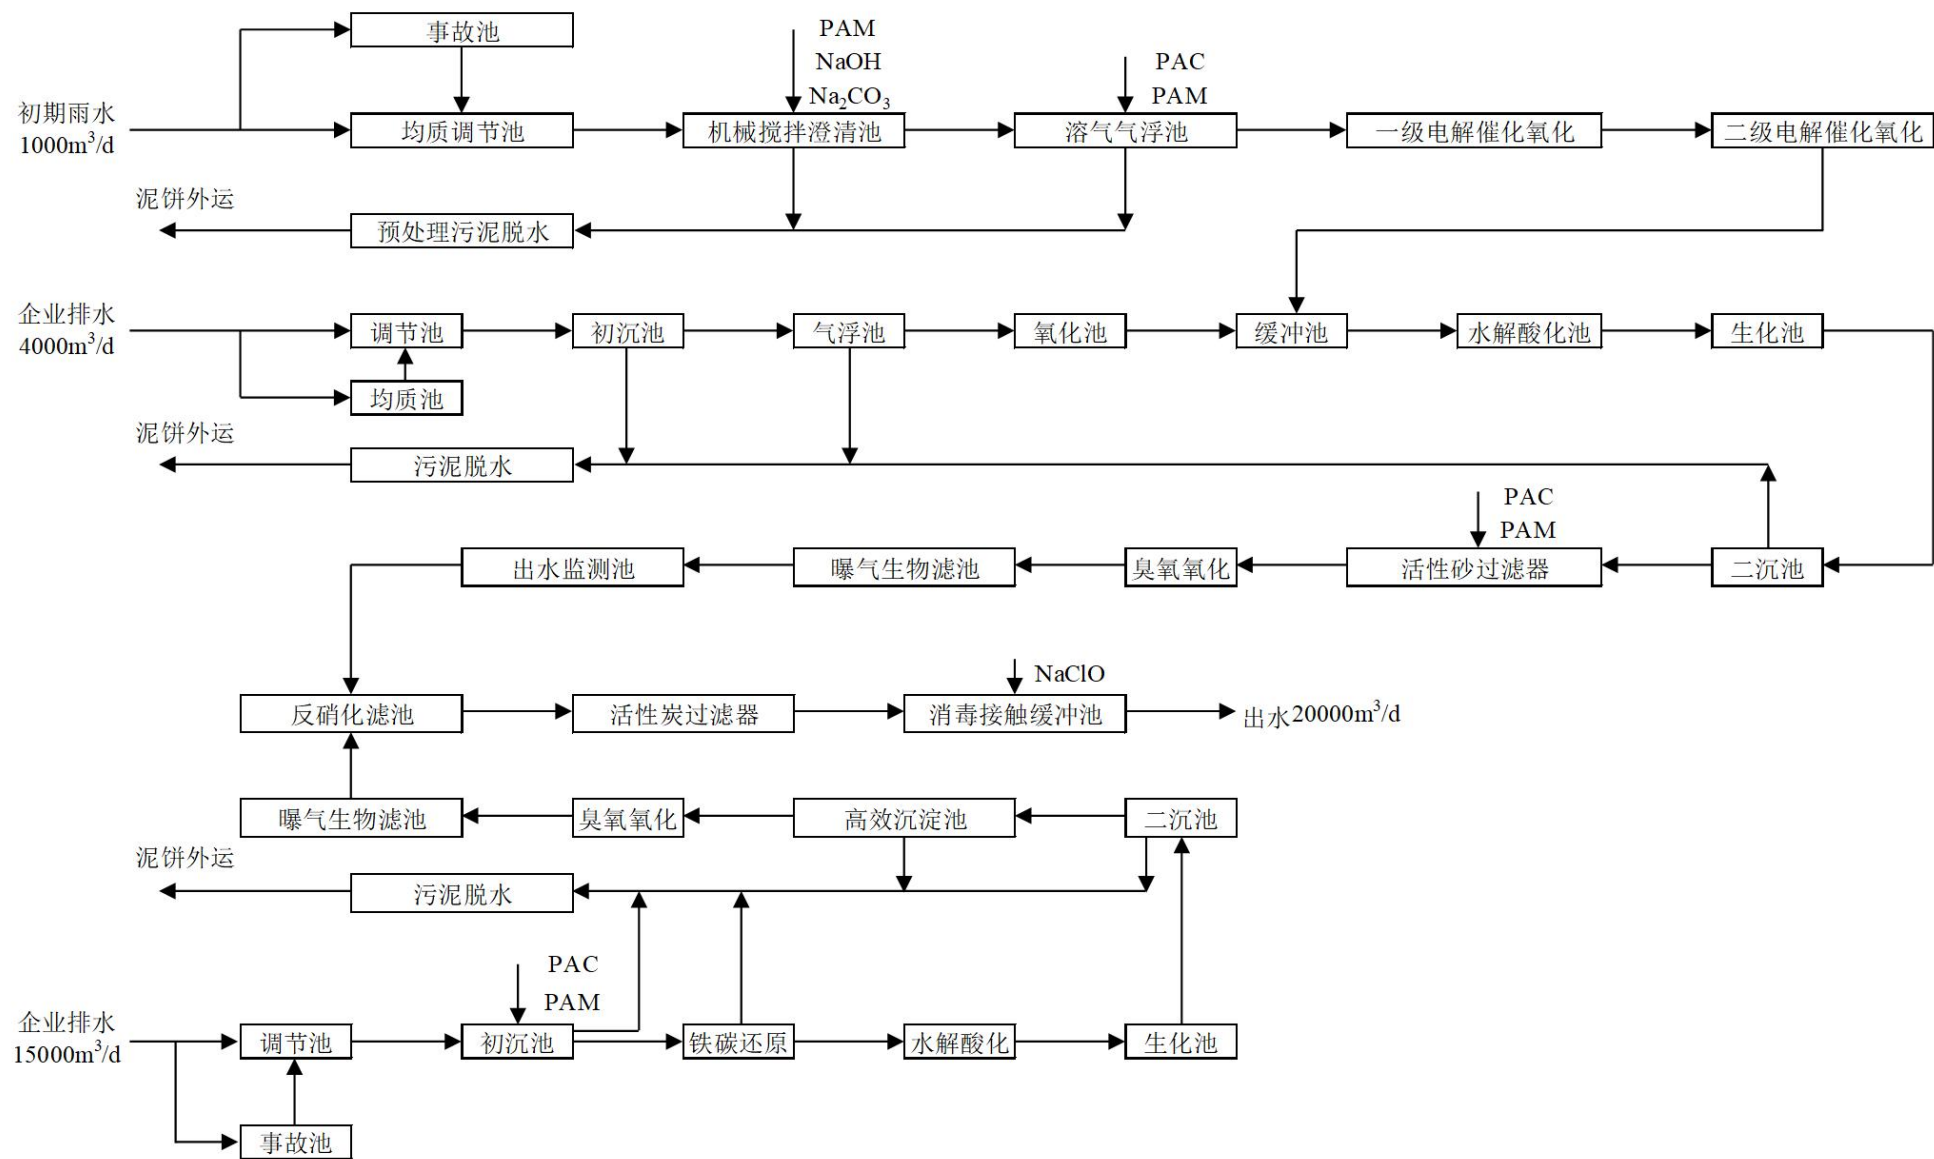 事故池
PAM
NaOH
Na₂CO₃
PAC
PAM
初期雨水
1000m³/d
均质调节池
机械搅拌澄清池
溶气气浮池
一级电解催化氧化
二级电解催化氧化
泥饼外运
预处理污泥脱水
企业排水
4000m³/d
调节池
初沉池
气浮池
氧化池
缓冲池
水解酸化池
生化池
均质池
泥饼外运
污泥脱水
PAC
PAM
出水监测池
曝气生物滤池
臭氧氧化
活性砂过滤器
二沉池
NaClO
反硝化滤池
活性炭过滤器
消毒接触缓冲池
出水20000m³/d
曝气生物滤池
臭氧氧化
高效沉淀池
二沉池
泥饼外运
污泥脱水
PAC
PAM
企业排水
15000m³/d
调节池
初沉池
铁碳还原
水解酸化
生化池
事故池